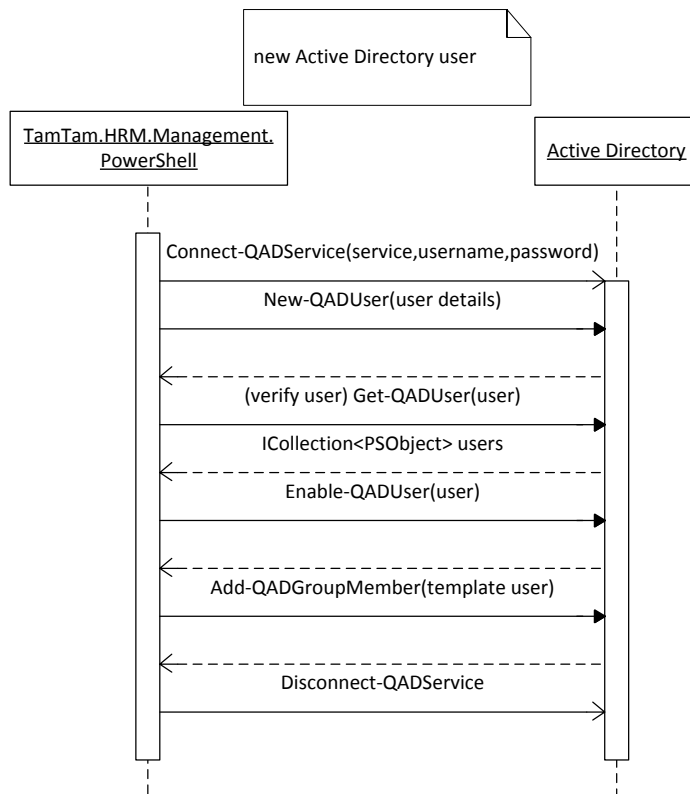 new Active Directory user
TamTam.HRM.Management.
PowerShell
Active Directory
Connect-QADService(service,username,password)
New-QADUser(user details)
(verify user) Get-QADUser(user)
ICollection<PSObject> users
Enable-QADUser(user)
Add-QADGroupMember(template user)
Disconnect-QADService